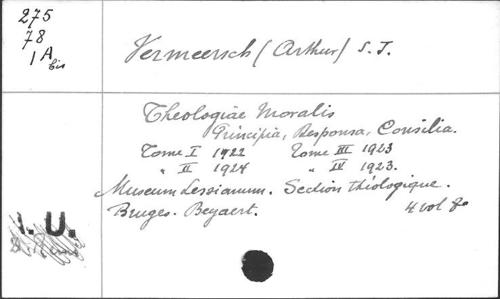 275
78
1 A
bis
Vermeersch (Arthur) S. J.
Theologiae Moralis
Principia, Responsa, Consilia.
Tome I 1922 Tome III 1923
" II 1924 " IV 1923.
Museum Lessianum. Section théologique.
Bruges. Beyaert. 4 vol 8o
I. U.